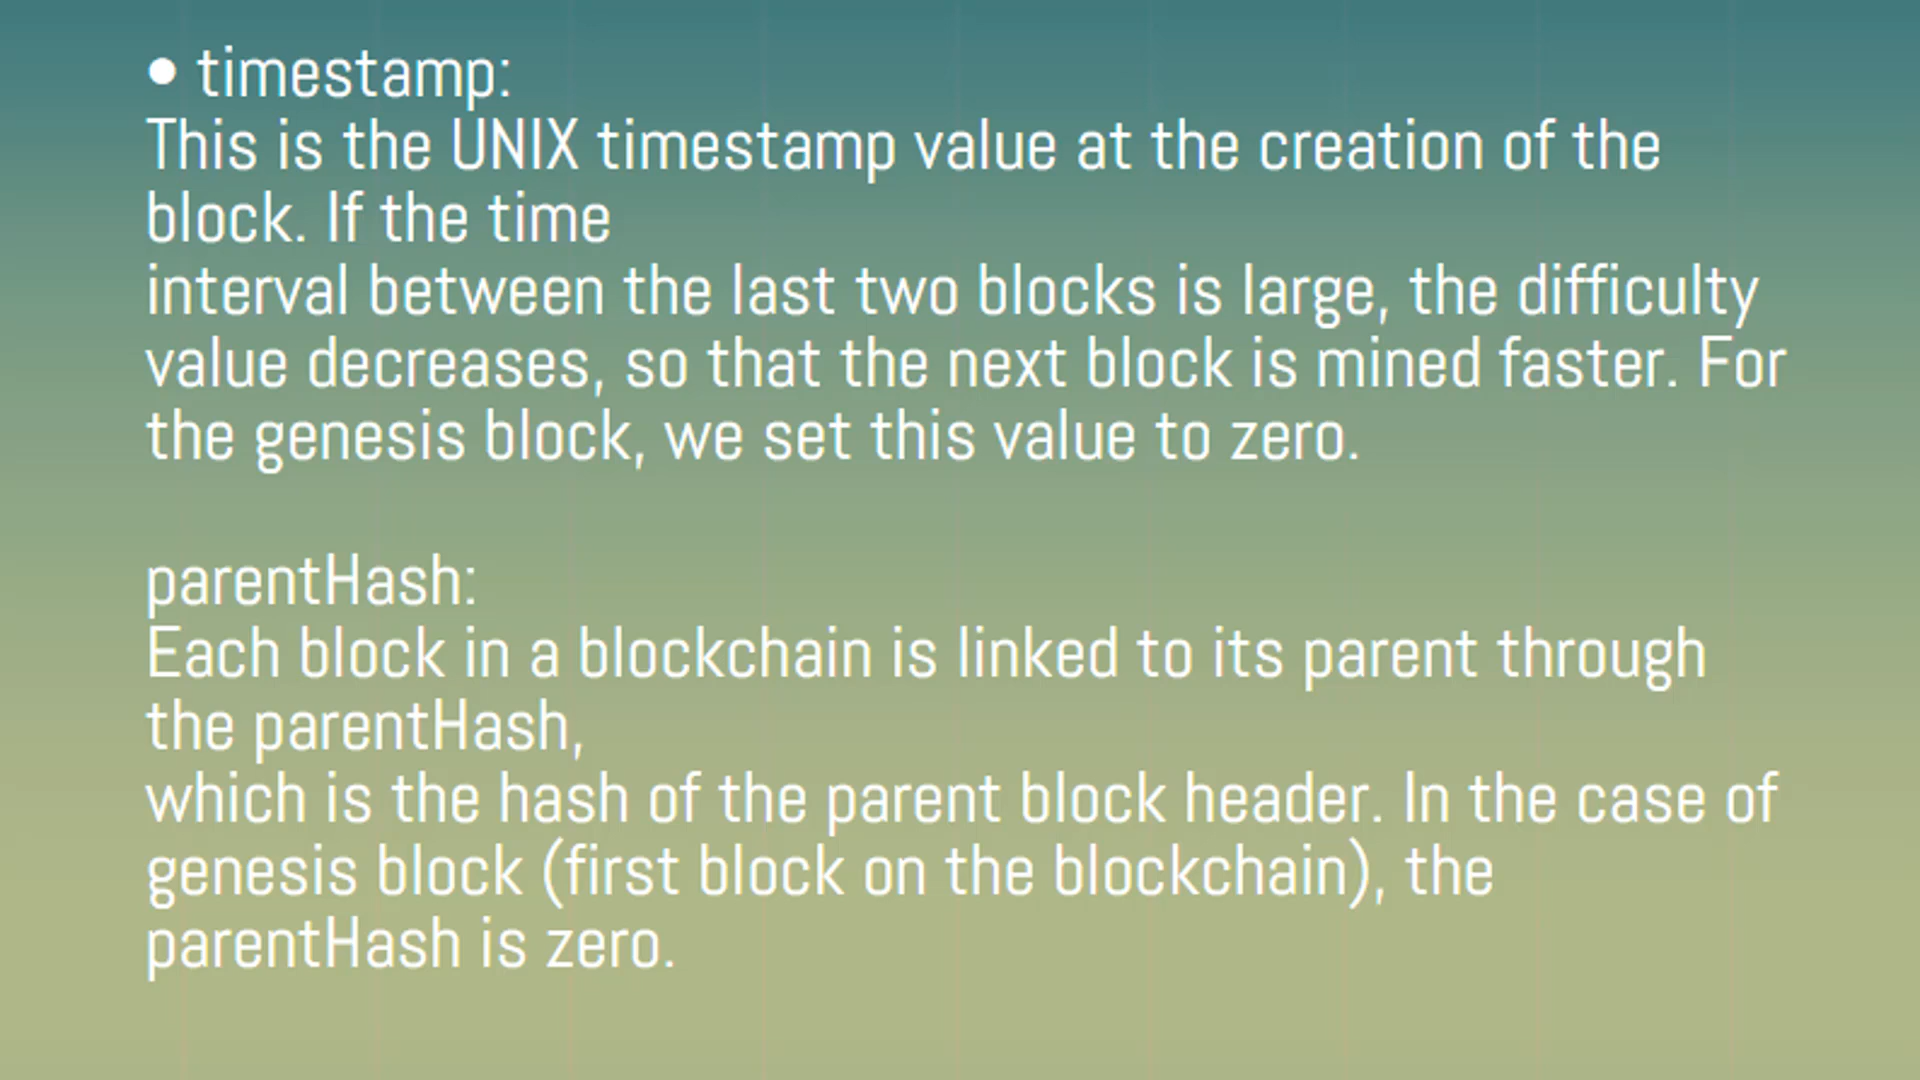 • timestamp:
This is the UNIX timestamp value at the creation of the
block. If the time
interval between the last two blocks is large, the difficulty
value decreases, so that the next block is mined faster. For
the genesis block, we set this value to zero.
parentHash:
Each block in a blockchain is linked to its parent through
the parentHash,
which is the hash of the parent block header. In the case of
genesis block (first block on the blockchain), the
parentHash is zero.